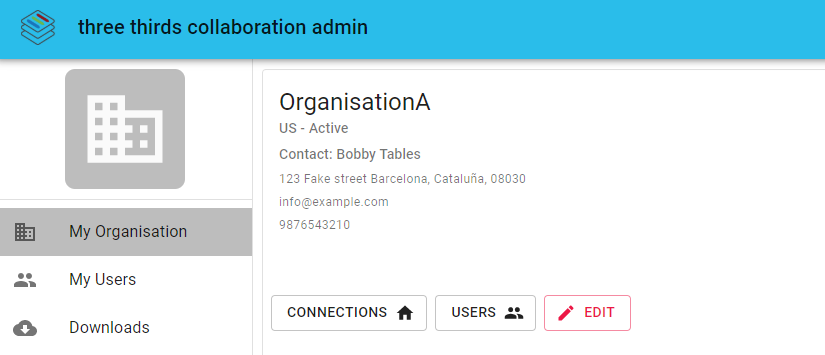 three thirds collaboration admin
OrganisationA
US - Active
Contact: Bobby Tables
123 Fake street Barcelona, Cataluña, 08030
info@example.com
9876543210
My Organisation
My Users
Downloads
CONNECTIONS USERS EDIT